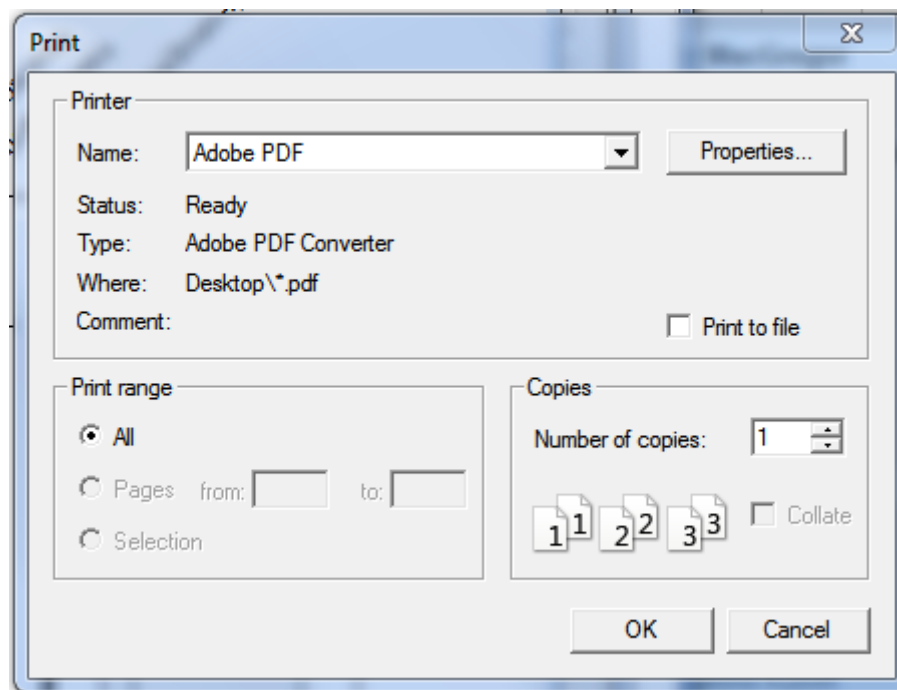 Print
Printer
Name: Adobe PDF Properties...
Status: Ready
Type: Adobe PDF Converter
Where: Desktop\*.pdf
Comment: Print to file
Print range
All
Pages from: to:
Selection
Copies
Number of copies: 1
1 1 2 2 3 3 Collate
OK Cancel